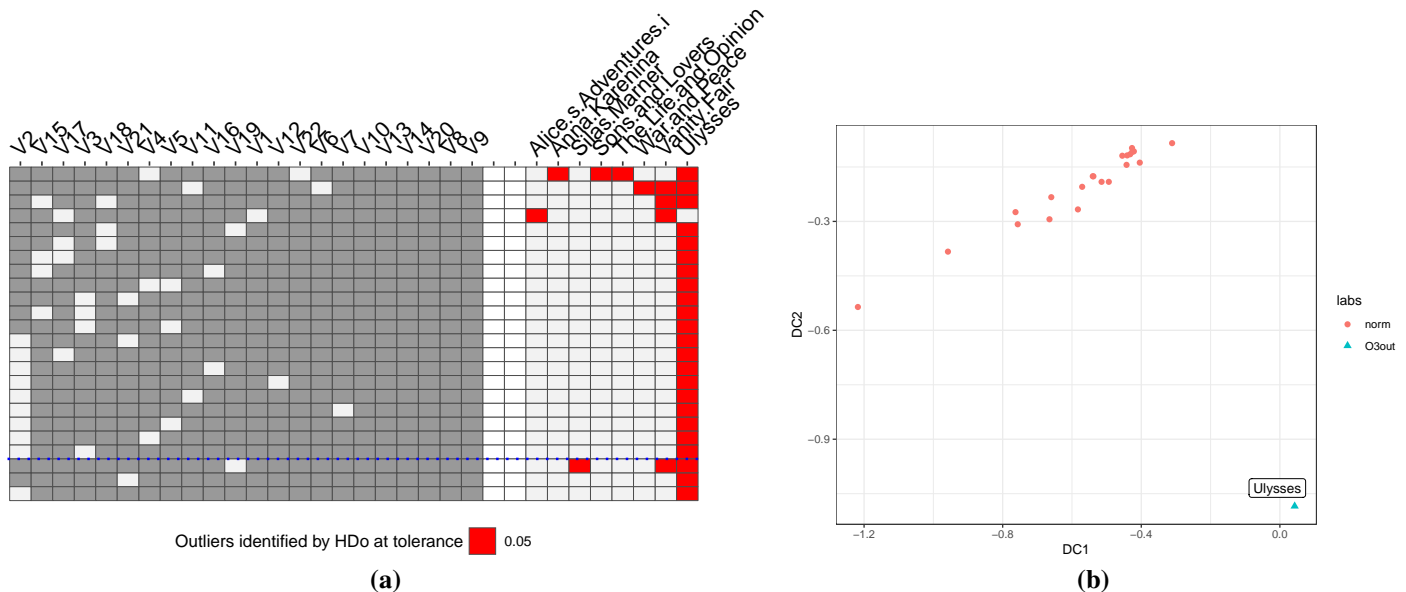 V2
V15
V17
V3
V18
V21
V4
V5
V11
V16
V19
V1
V12
V22
V6
V7
V10
V13
V14
V20
V8
V9
Alice.s.Adventures.i
Anna.Karenina
Silas.Marner
Sons.and.Lovers
The.Life.and.Opinion
War.and.Peace
Vanity.Fair
Ulysses
Outliers identified by HDo at tolerance 0.05
(a)
DC2
−0.3
−0.6
−0.9
Ulysses
−1.2 −0.8 −0.4 0.0
DC1
labs
norm
O3out
(b)